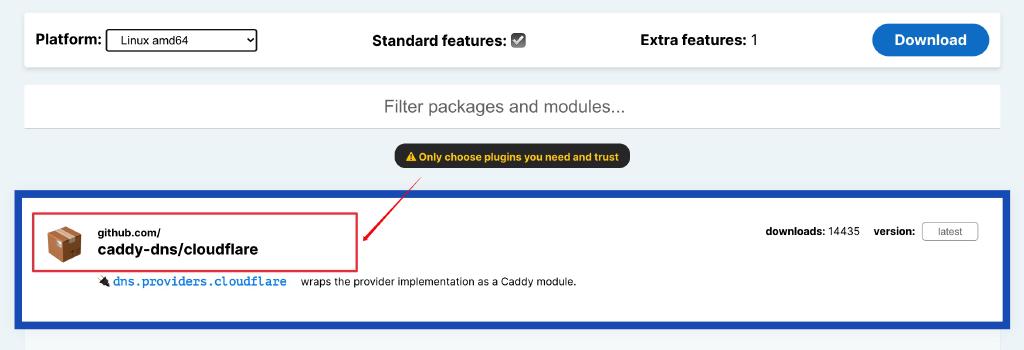 Platform: Linux amd64 Standard features: Extra features: 1 Download
Filter packages and modules...
⚠ Only choose plugins you need and trust
github.com/
caddy-dns/cloudflare
downloads: 14435 version: latest
🔌 dns.providers.cloudflare wraps the provider implementation as a Caddy module.